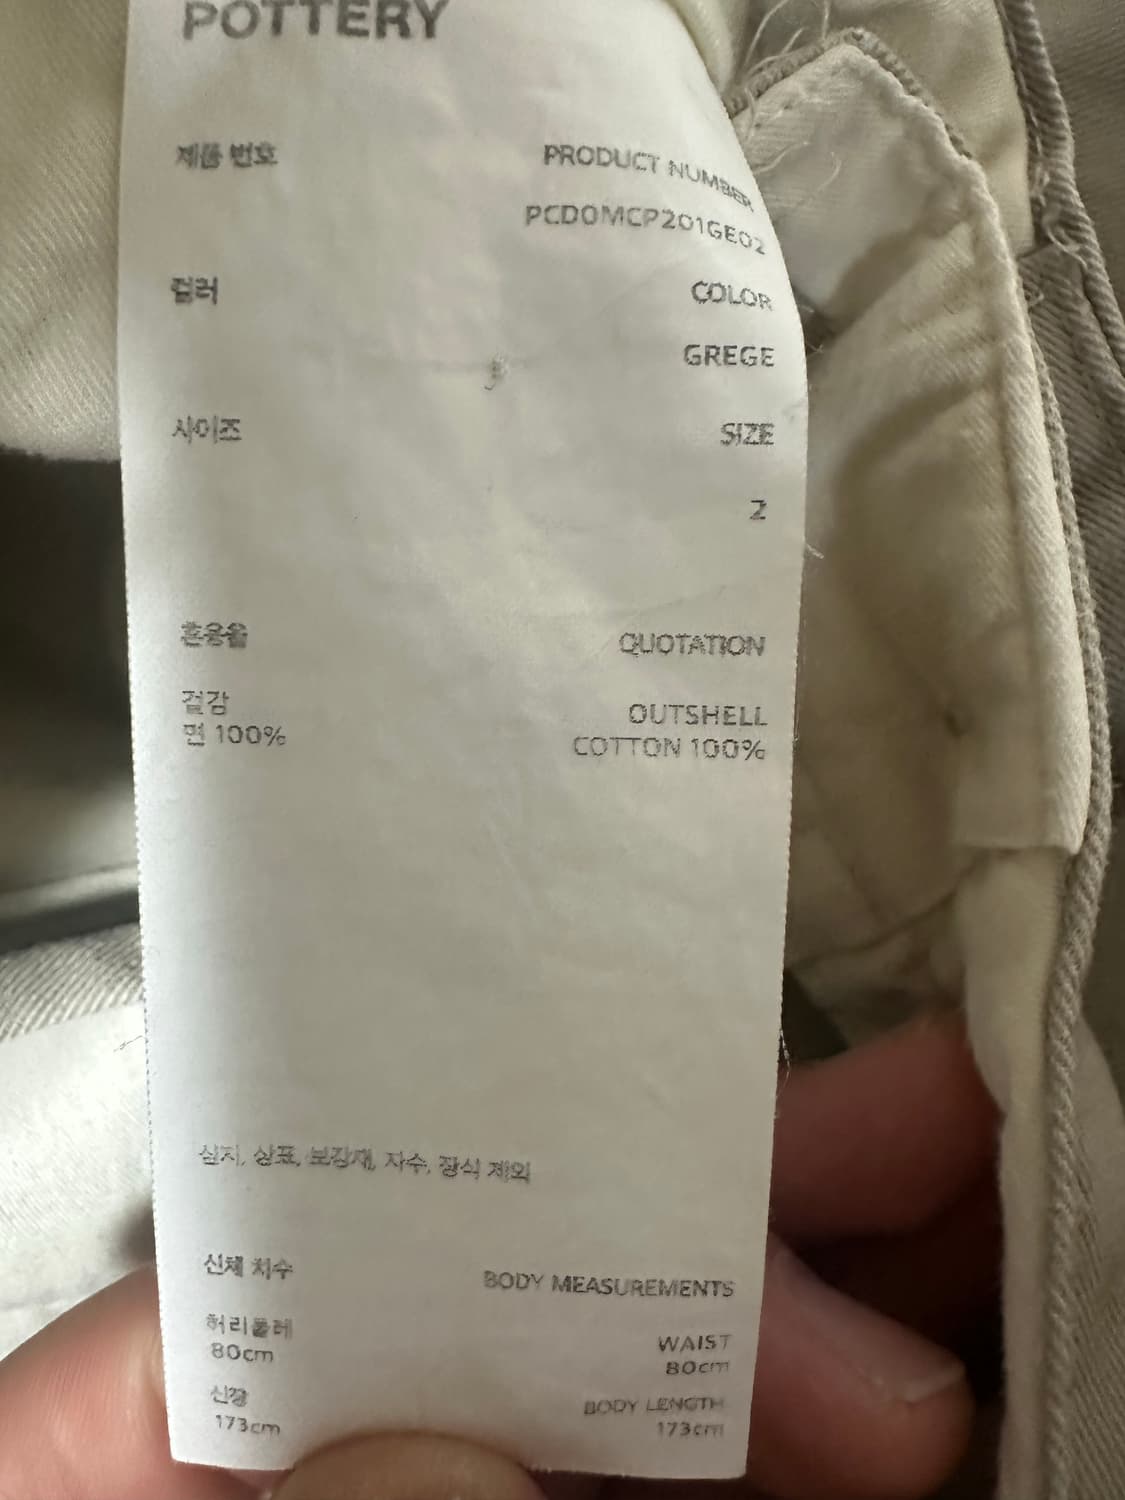 POTTERY
제품 번호 PRODUCT NUMBER
PCD0MCP201GE02
컬러 COLOR
GREGE
사이즈 SIZE
2
혼용율 QUOTATION
겉감 OUTSHELL
면 100% COTTON 100%
심지, 상표, 보강재, 자수, 장식 제외
신체 치수 BODY MEASUREMENTS
허리둘레 WAIST
80cm 80cm
신장 BODY LENGTH
173cm 173cm